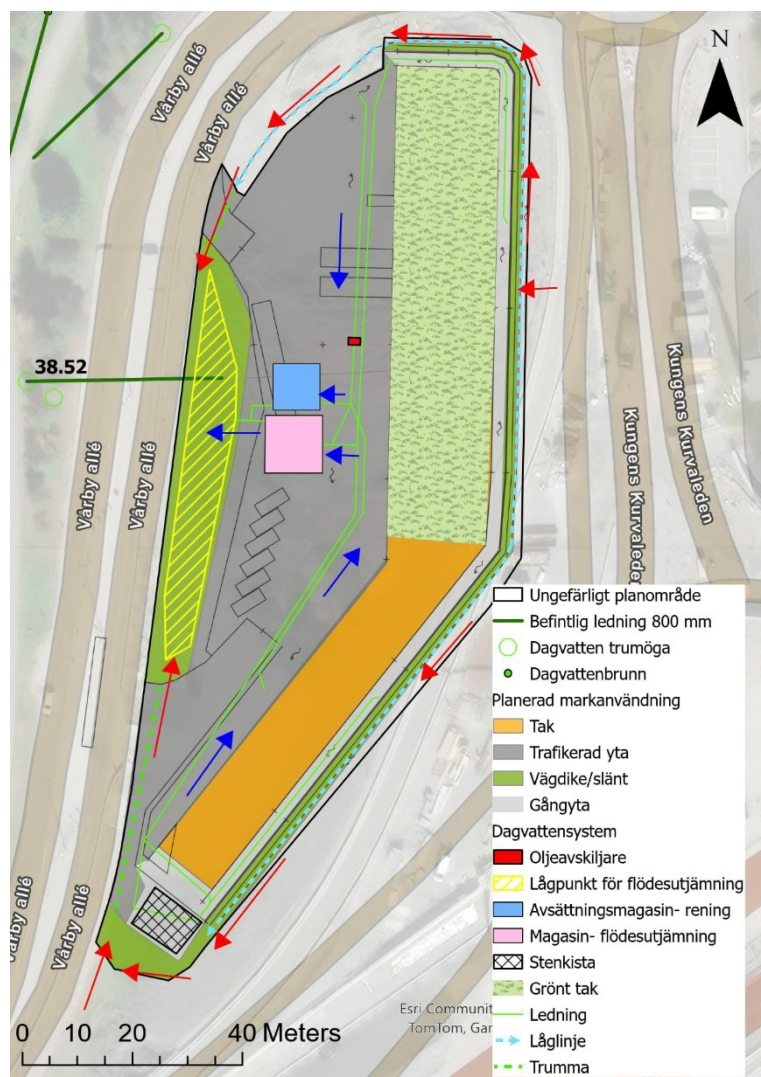 Vårby allé
Vårby allé
N
38.52
Vårby allé
Vårby allé
Kungens Kurvaleden
Kungens Kurvaleden
Ungefärligt planområde
Befintlig ledning 800 mm
Dagvatten trumöga
Dagvattenbrunn
Planerad markanvändning
Tak
Trafikerad yta
Vägdike/slänt
Gångyta
Dagvattensystem
Oljeavskiljare
Lågpunkt för flödesutjämning
Avsättningsmagasin- rening
Magasin- flödesutjämning
Stenkista
Grönt tak
Ledning
Låglinje
Trumma
Vårby allé
Vårby allé
Esri Communit
TomTom, Gar
0 10 20 40 Meters